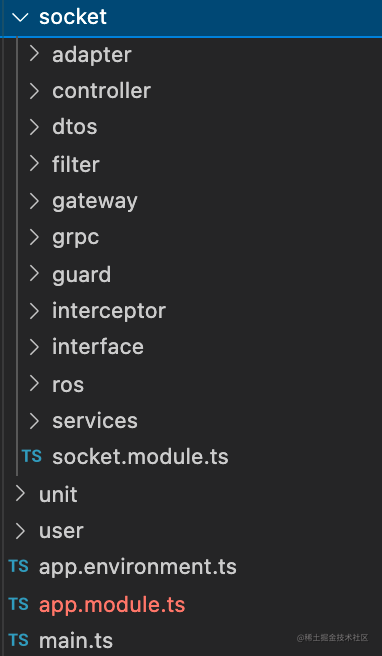 socket
adapter
controller
dtos
filter
gateway
grpc
guard
interceptor
interface
ros
services
TS socket.module.ts
unit
user
TS app.environment.ts
TS app.module.ts
TS main.ts
@稀土掘金技术社区